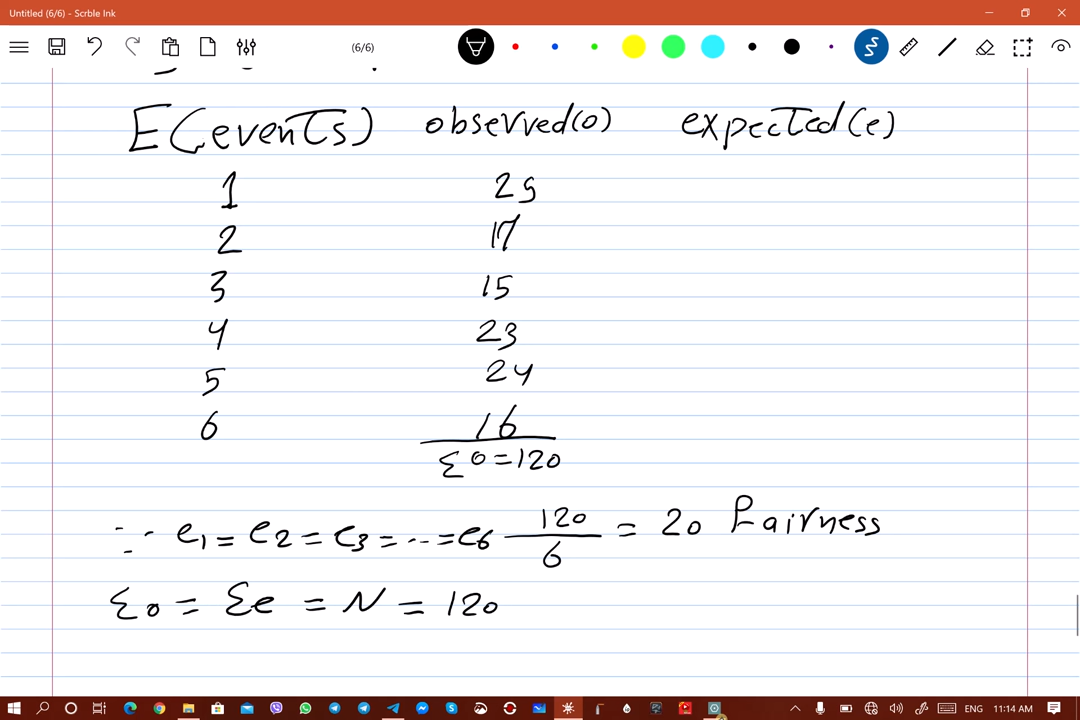 Untitled (6/6) - Scrble Ink
(6/6)
E(events) observed(o) expected(e)
1 25
2 17
3 15
4 23
5 24
6 16
Σo=120
∵ e1 = e2 = e3 = ... = e6 120/6 = 20 Fairness
Σo = Σe = N = 120
ENG 11:14 AM